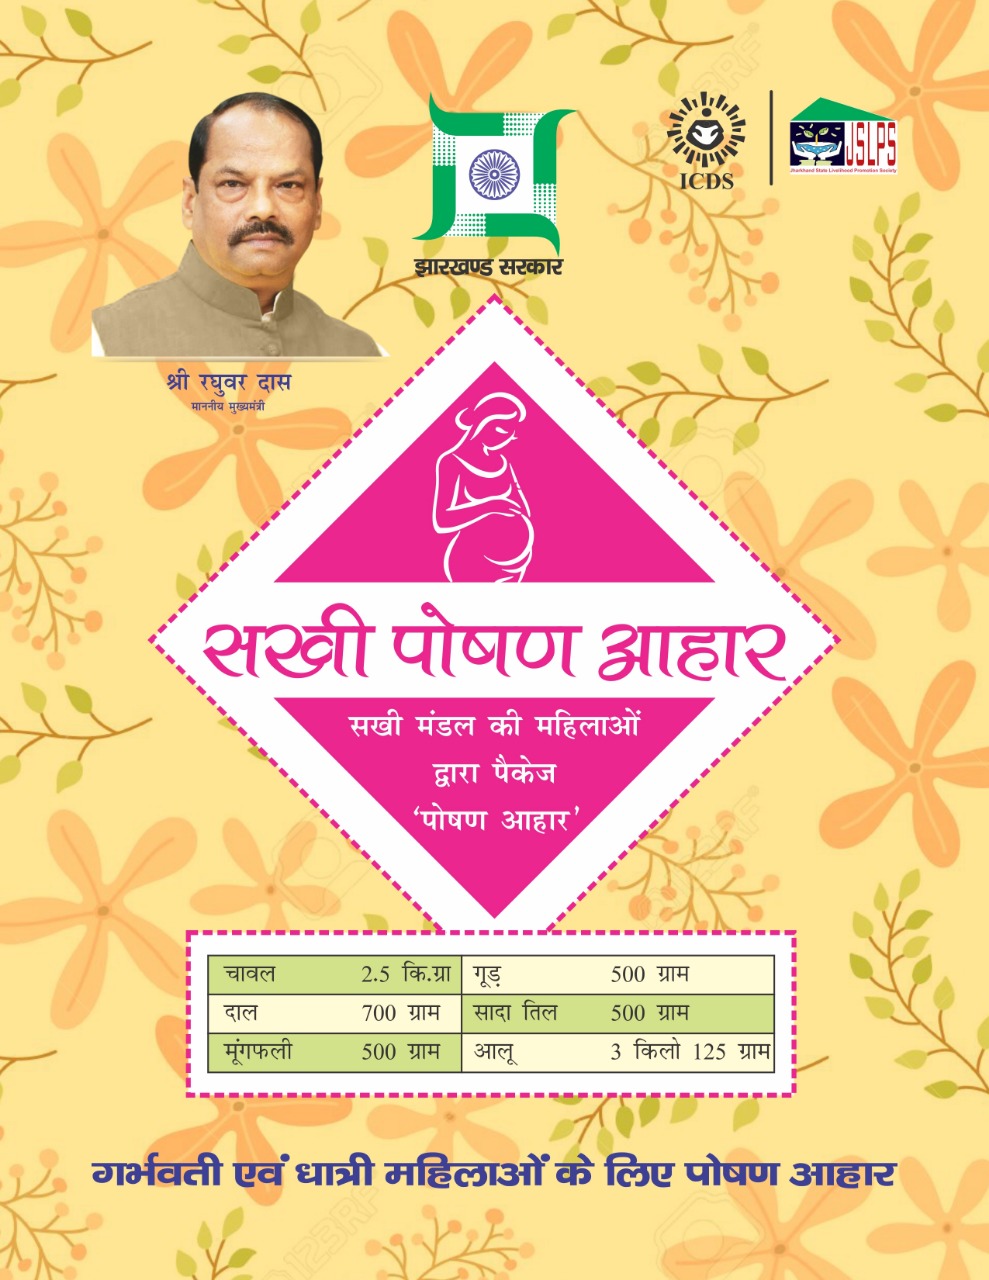 झारखण्ड सरकार
ICDS
JSLPS
Jharkhand State Livelihood Promotion Society
श्री रघुवर दास
माननीय मुख्यमंत्री
सखी पोषण आहार
सखी मंडल की महिलाओं
द्वारा पैकेज
‘पोषण आहार’
चावल 2.5 कि.ग्रा गूड़ 500 ग्राम
दाल 700 ग्राम सादा तिल 500 ग्राम
मूंगफली 500 ग्राम आलू 3 किलो 125 ग्राम
गर्भवती एवं धात्री महिलाओं के लिए पोषण आहार
123RF